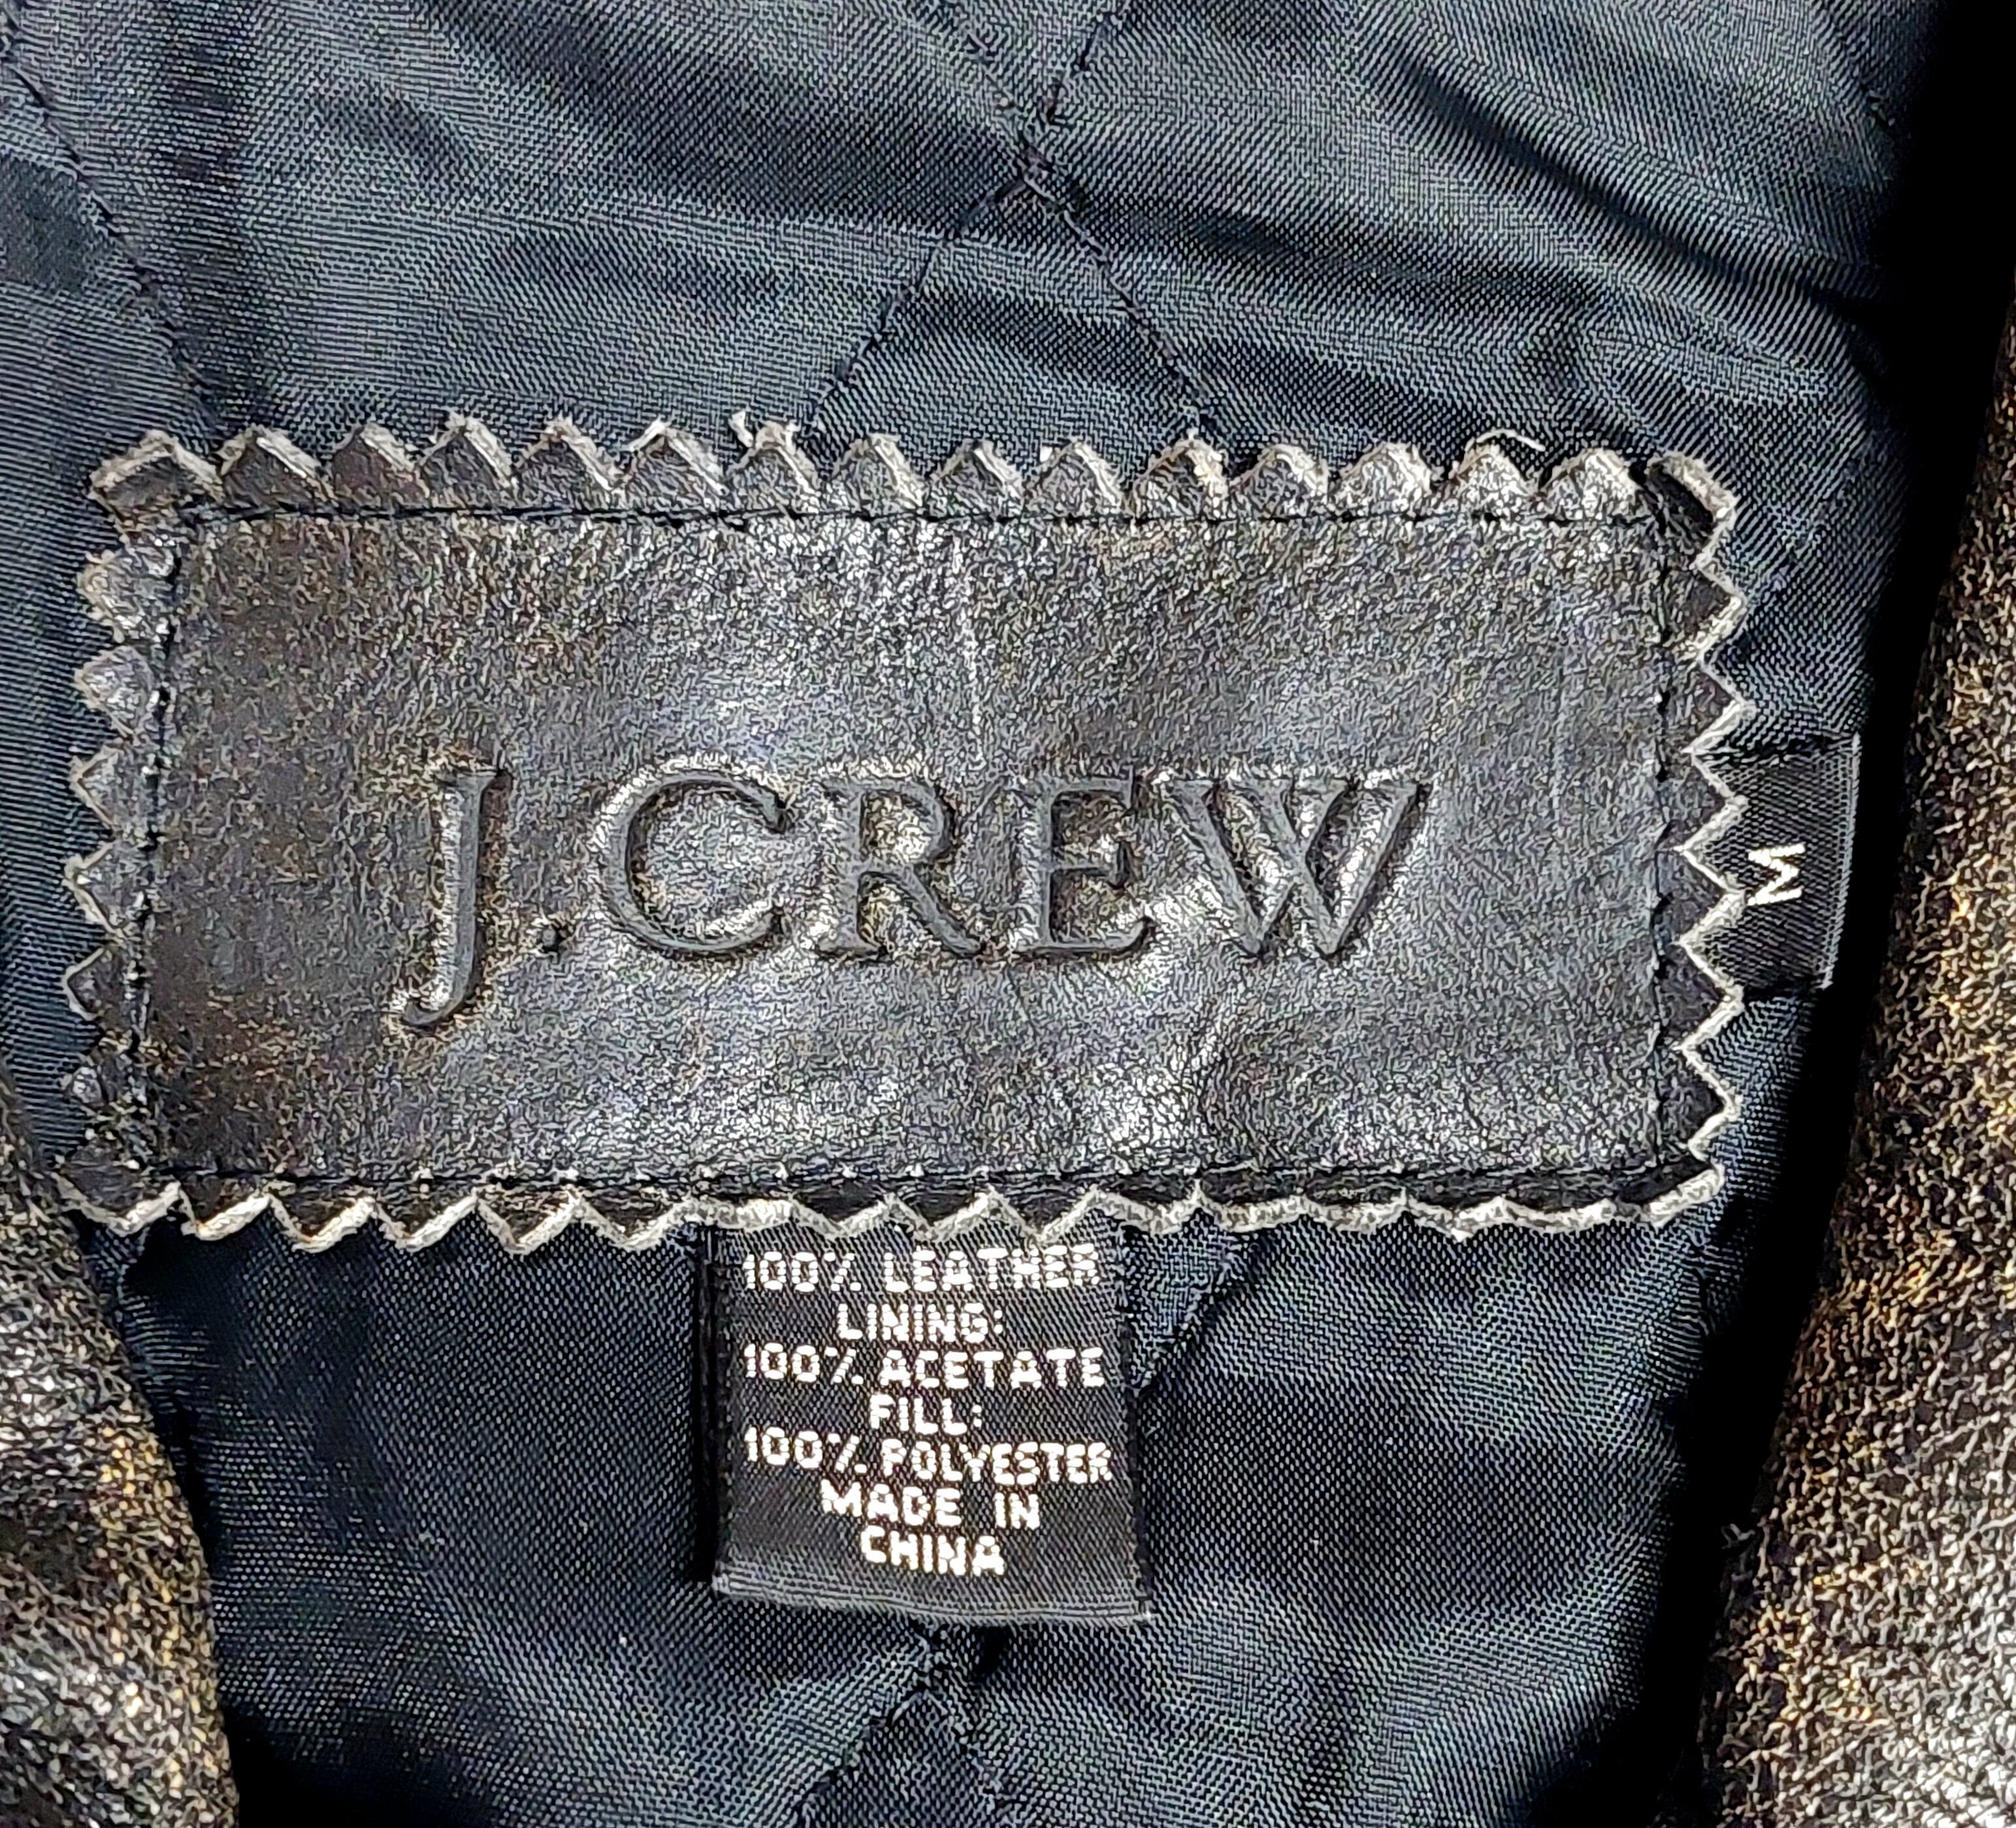 J.CREW
M
100% LEATHER
LINING:
100% ACETATE
FILL:
100% POLYESTER
MADE IN
CHINA